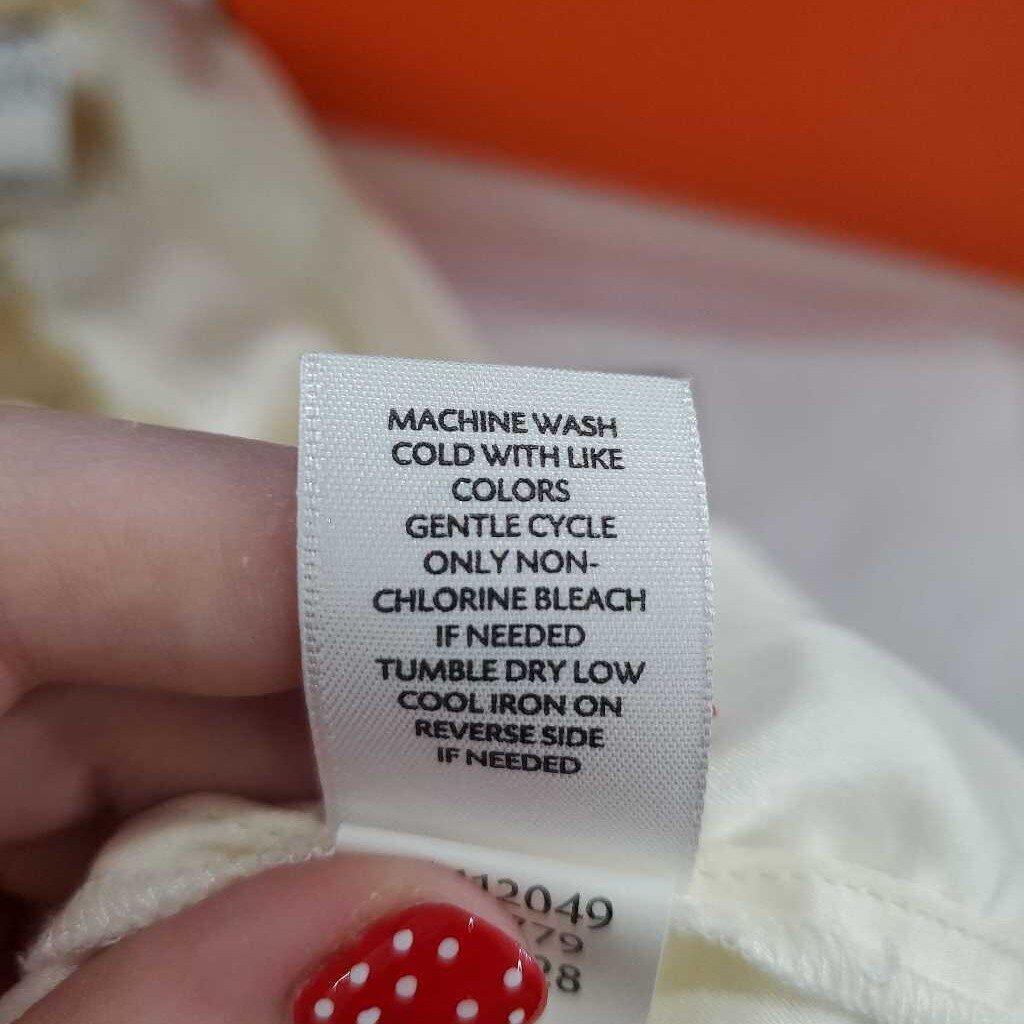 MACHINE WASH
COLD WITH LIKE
COLORS
GENTLE CYCLE
ONLY NON-
CHLORINE BLEACH
IF NEEDED
TUMBLE DRY LOW
COOL IRON ON
REVERSE SIDE
IF NEEDED